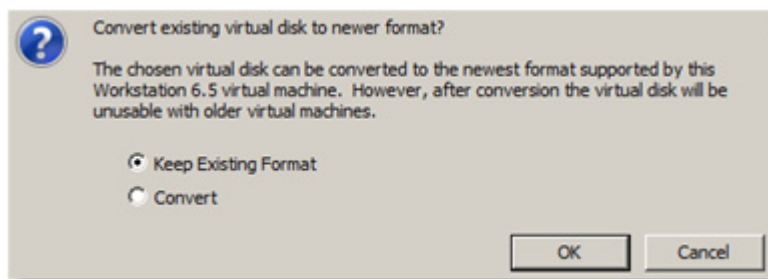 Convert existing virtual disk to newer format?
The chosen virtual disk can be converted to the newest format supported by this
Workstation 6.5 virtual machine. However, after conversion the virtual disk will be
unusable with older virtual machines.
Keep Existing Format
Convert
OK
Cancel